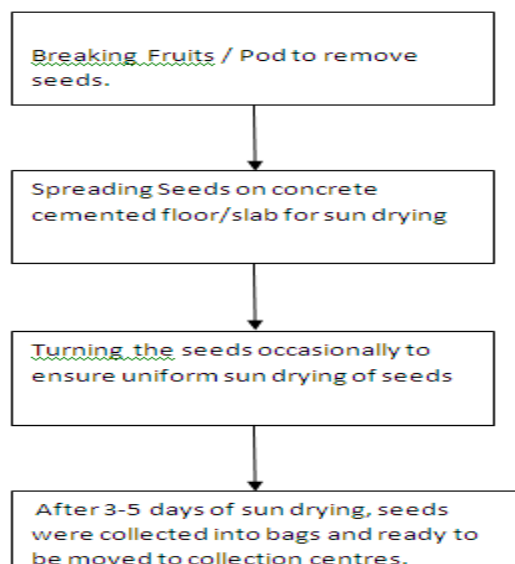 Breaking Fruits / Pod to remove
seeds.
Spreading Seeds on concrete
cemented floor/slab for sun drying
Turning the seeds occasionally to
ensure uniform sun drying of seeds
After 3-5 days of sun drying, seeds
were collected into bags and ready to
be moved to collection centres.